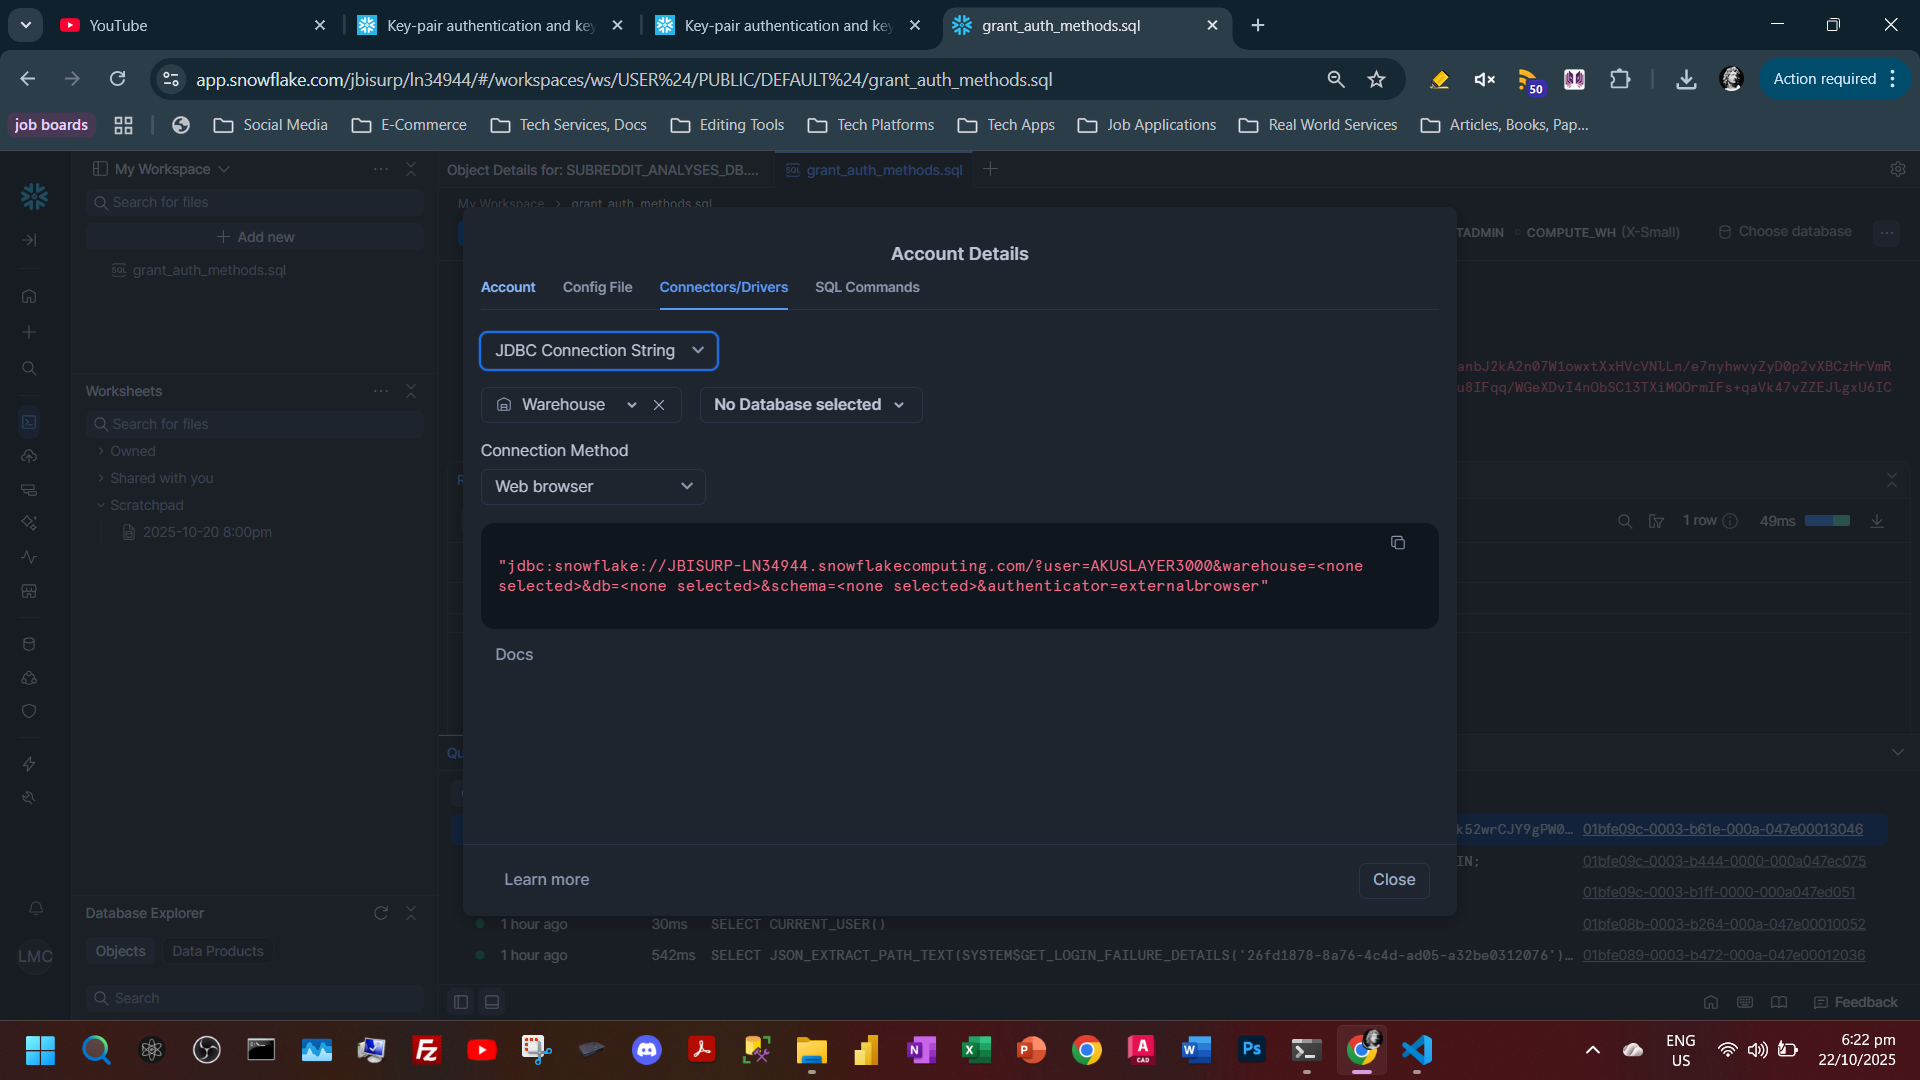 YouTube
Key-pair authentication and key
Key-pair authentication and key
grant_auth_methods.sql
app.snowflake.com/jbisurp/ln34944/#/workspaces/ws/USER%24/PUBLIC/DEFAULT%24/grant_auth_methods.sql
50
Action required
job boards
Social Media
E-Commerce
Tech Services, Docs
Editing Tools
Tech Platforms
Tech Apps
Job Applications
Real World Services
Articles, Books, Pap...
My Workspace
Object Details for: SUBREDDIT_ANALYSES_DB....
grant_auth_methods.sql
Search for files
My Workspace > grant_auth_methods.sql
Add new
TADMIN
COMPUTE_WH (X-Small)
Choose database
grant_auth_methods.sql
Account Details
Account
Config File
Connectors/Drivers
SQL Commands
JDBC Connection String
anbJ2kA2n07W1owxtXxHVcVNlLn/e7nyhwvyZyD0p2vXBCzHrVmR
u8IFqq/WGeXDvI4nObSC13TXiMQOrmIFs+qaVk47vZZEJlgxU6IC
Worksheets
Search for files
Warehouse
No Database selected
Owned
Connection Method
Shared with you
Web browser
Scratchpad
2025-10-20 8:00pm
1 row
49ms
"jdbc:snowflake://JBISURP-LN34944.snowflakecomputing.com/?user=AKUSLAYER3000&warehouse=<none
selected>&db=<none selected>&schema=<none selected>&authenticator=externalbrowser"
Docs
Qu
k52wrCJY9gPW0… 01bfe09c-0003-b61e-000a-047e00013046
IN; 01bfe09c-0003-b444-0000-000a047ec075
01bfe09c-0003-b1ff-0000-000a047ed051
Learn more
Close
Database Explorer
1 hour ago 30ms SELECT CURRENT_USER() 01bfe08b-0003-b264-000a-047e00010052
Objects
Data Products
1 hour ago 542ms SELECT JSON_EXTRACT_PATH_TEXT(SYSTEM$GET_LOGIN_FAILURE_DETAILS('26fd1878-8a76-4c4d-ad05-a32be0312076')… 01bfe089-0003-b472-000a-047e00012036
LMC
Search
Feedback
ENG
US
6:22 pm
22/10/2025